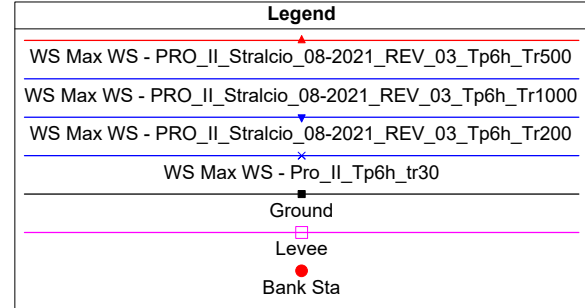 Legend
WS Max WS - PRO_II_Stralcio_08-2021_REV_03_Tp6h_Tr500
WS Max WS - PRO_II_Stralcio_08-2021_REV_03_Tp6h_Tr1000
WS Max WS - PRO_II_Stralcio_08-2021_REV_03_Tp6h_Tr200
WS Max WS - Pro_II_Tp6h_tr30
Ground
Levee
Bank Sta